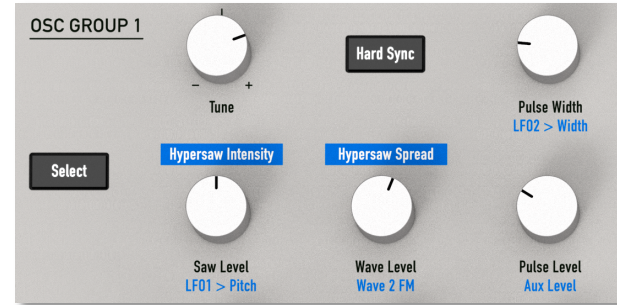 OSC GROUP 1
Hard Sync
- +
Tune
Pulse Width
LFO2 > Width
Select
Hypersaw Intensity
Hypersaw Spread
Saw Level
LFO1 > Pitch
Wave Level
Wave 2 FM
Pulse Level
Aux Level